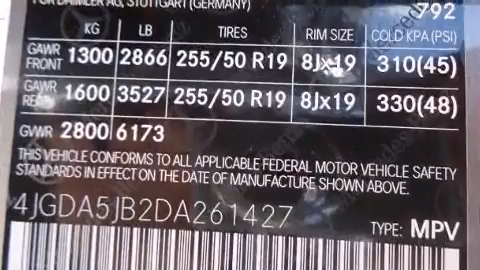 FOR DAIMLER AG, STUTTGART (GERMANY)
792
KG LB TIRES RIM SIZE COLD KPA (PSI)
GAWR FRONT 1300 2866 255/50 R19 8Jx19 310(45)
GAWR REAR 1600 3527 255/50 R19 8Jx19 330(48)
GVWR 2800 6173
THIS VEHICLE CONFORMS TO ALL APPLICABLE FEDERAL MOTOR VEHICLE SAFETY
STANDARDS IN EFFECT ON THE DATE OF MANUFACTURE SHOWN ABOVE.
4JGDA5JB2DA261427
TYPE: MPV